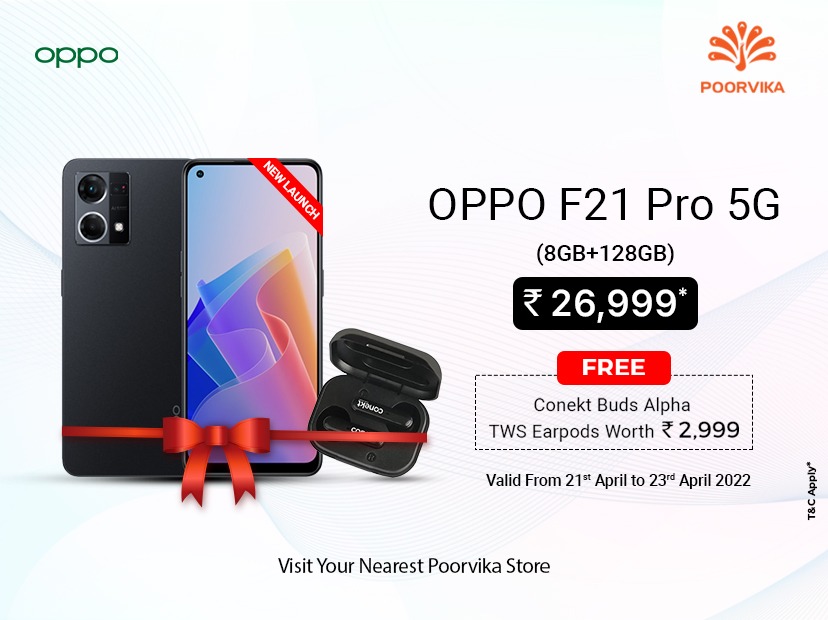 oppo
POORVIKA
NEW LAUNCH
OPPO F21 Pro 5G
(8GB+128GB)
₹ 26,999*
FREE
Conekt Buds Alpha
TWS Earpods Worth ₹ 2,999
conekt
Valid From 21st April to 23rd April 2022
T&C Apply*
Visit Your Nearest Poorvika Store